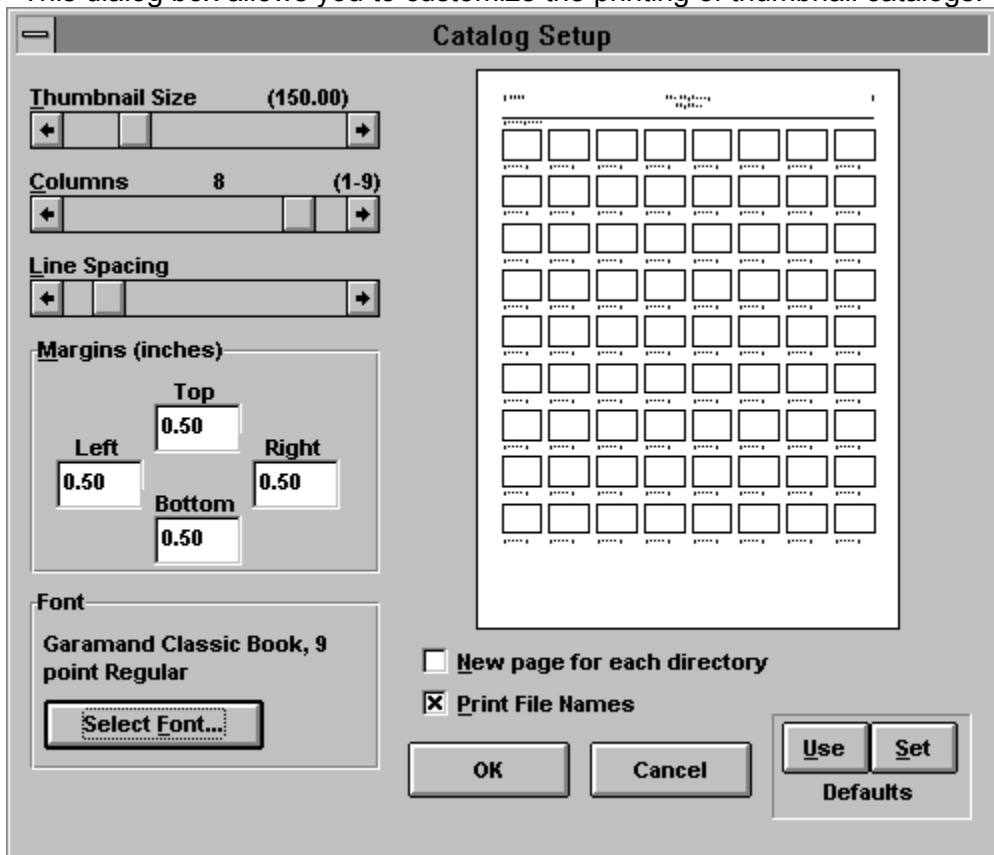 This dialog box allows you to customize the printing of thumbnail catalogs.
Catalog Setup
Thumbnail Size (150.00)
Columns 8 (1-9)
Line Spacing
Margins (inches)
Top
0.50
Left Right
0.50 0.50
Bottom
0.50
Font
Garamand Classic Book, 9
point Regular
Select Font...
New page for each directory
Print File Names
OK Cancel
Use Set
Defaults